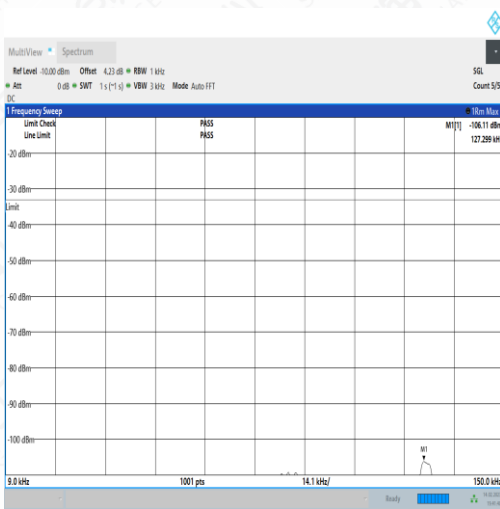 MultiView Spectrum
Ref Level -10.00 dBm Offset 4.23 dB RBW 1 kHz SGL
Att 0 dB SWT 1 s (~1 s) VBW 3 kHz Mode Auto FFT Count 5/5
DC
1 Frequency Sweep 1Rm Max
Limit Check PASS M1[1] -106.11 dBm
Line Limit PASS 127.299 kH
-20 dBm
-30 dBm
Limit
-40 dBm
-50 dBm
-60 dBm
-70 dBm
-80 dBm
-90 dBm
-100 dBm
M1
9.0 kHz 1001 pts 14.1 kHz/ 150.0 kHz
Ready